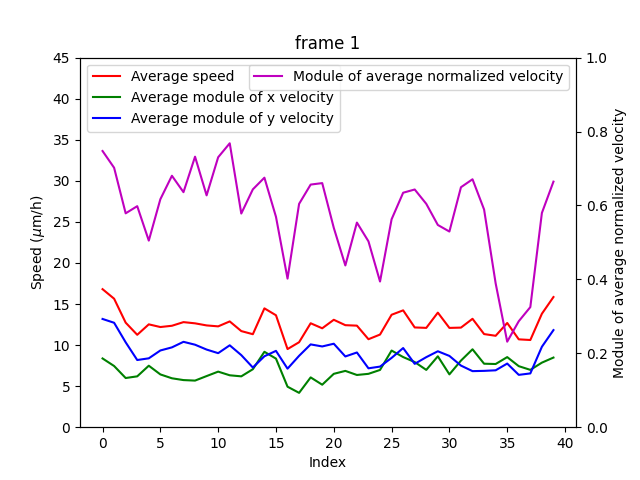 frame 1
Average speed
Average module of x velocity
Average module of y velocity
Module of average normalized velocity
45
40
35
30
25
20
15
10
5
0
Speed (μm/h)
1.0
0.8
0.6
0.4
0.2
0.0
Module of average normalized velocity
0 5 10 15 20 25 30 35 40
Index